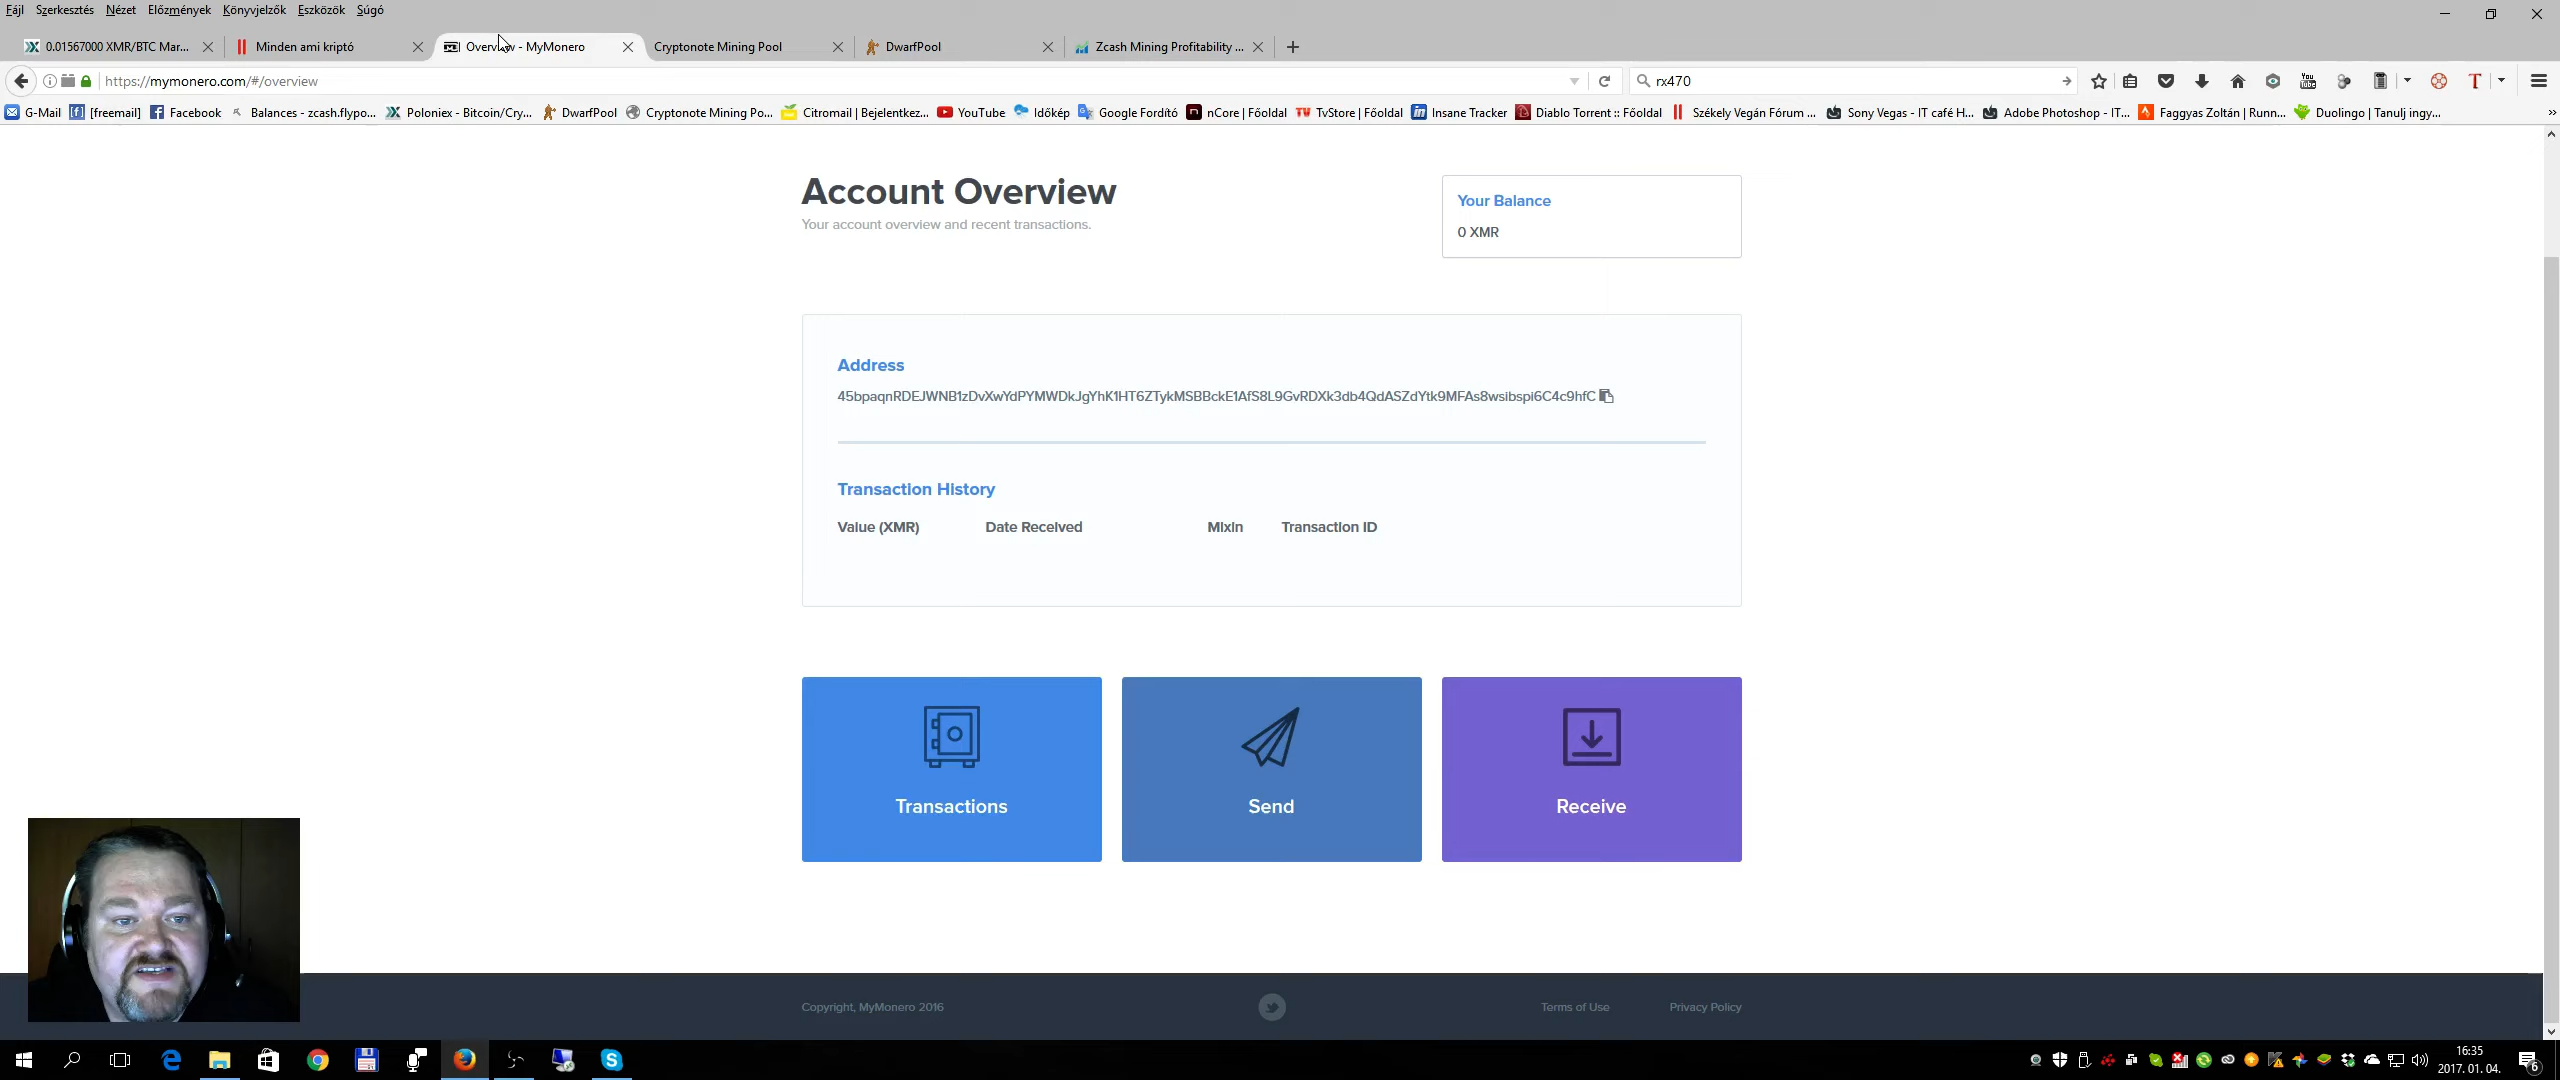 Fájl Szerkesztés Nézet Előzmények Könyvjelzők Eszközök Súgó
0.01567000 XMR/BTC Mar... Minden ami kriptó Overview - MyMonero Cryptonote Mining Pool DwarfPool Zcash Mining Profitability ...
https://mymonero.com/#/overview rx470
G-Mail [freemail] Facebook Balances - zcash.flypo... Poloniex - Bitcoin/Cry... DwarfPool Cryptonote Mining Po... Citromail | Bejelentkez... YouTube Időkép Google Fordító nCore | Főoldal TvStore | Főoldal Insane Tracker Diablo Torrent :: Főoldal Székely Vegán Fórum ... Sony Vegas - IT café H... Adobe Photoshop - IT... Faggyas Zoltán | Runn... Duolingo | Tanulj ingy...
Account Overview
Your account overview and recent transactions.
Your Balance
0 XMR
Address
45bpaqnRDEJWNB1zDvXwYdPYMWDkJgYhK1HT6ZTykMSBBckE1AfS8L9GvRDXk3db4QdASZdYtk9MFAs8wsibspi6C4c9hfC
Transaction History
Value (XMR) Date Received Mixin Transaction ID
Transactions
Send
Receive
Copyright, MyMonero 2016 Terms of Use Privacy Policy
16:35
2017. 01. 04.
6